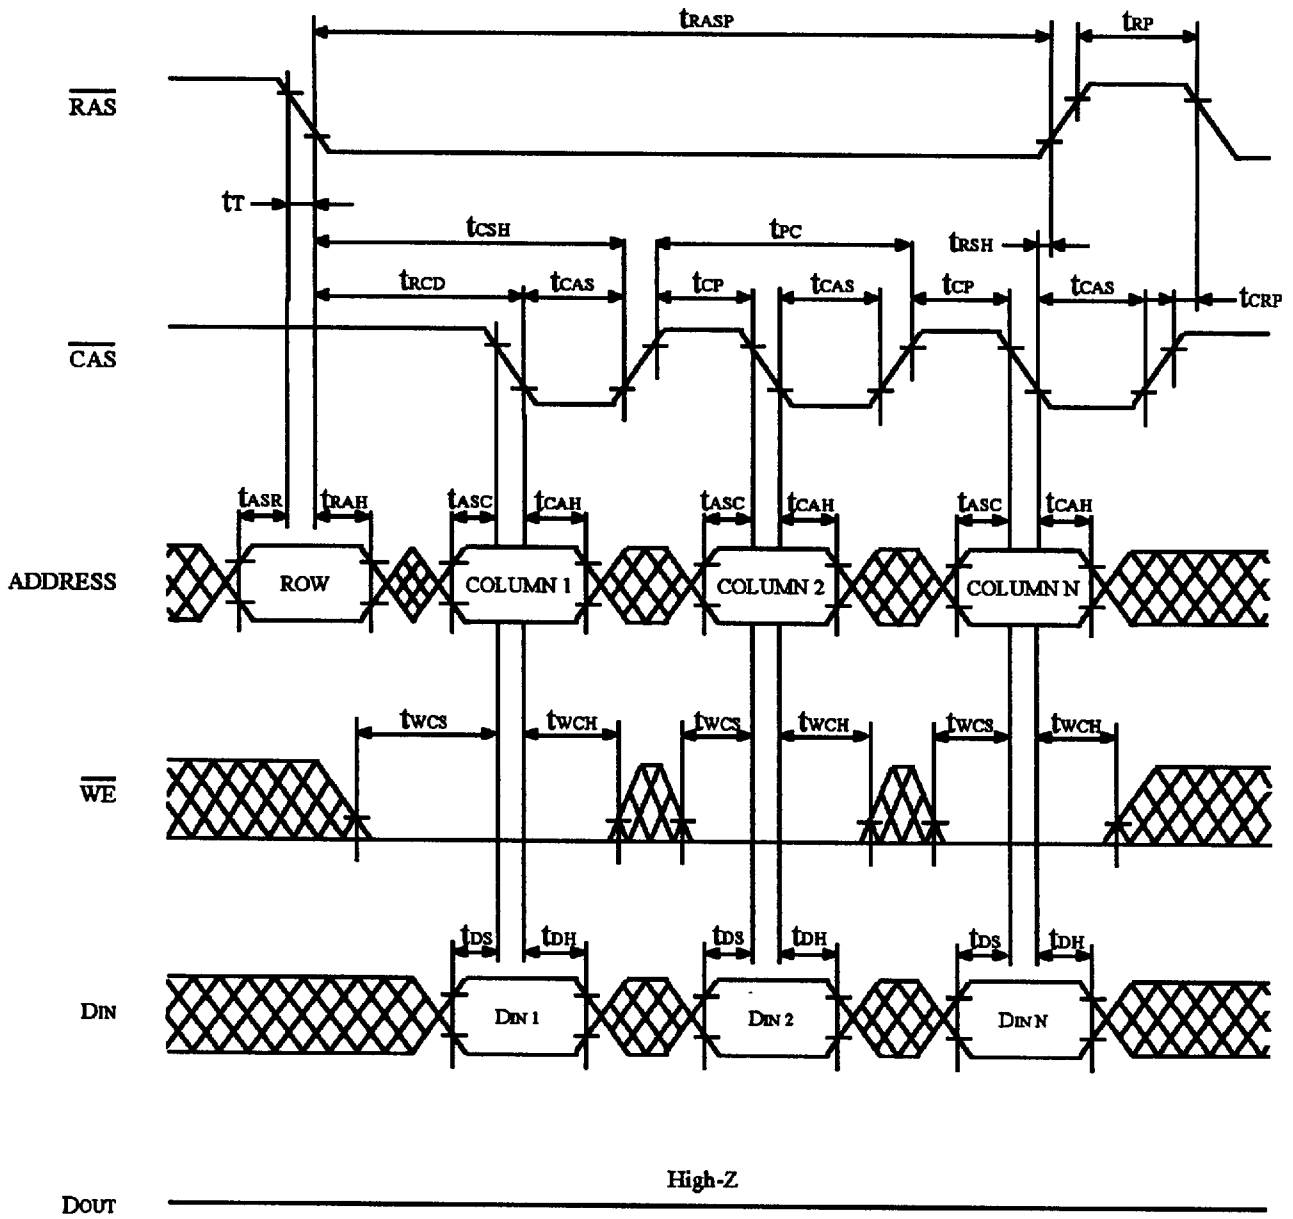 tRASP tRP
RAS
tT
tCSH tPC tRSH
tRCD tCAS tCP tCAS tCP tCAS tCRP
CAS
tASR tRAH tASC tCAH tASC tCAH tASC tCAH
ADDRESS ROW COLUMN 1 COLUMN 2 COLUMN N
tWCS tWCH tWCS tWCH tWCS tWCH
WE
tDS tDH tDS tDH tDS tDH
DIN DIN 1 DIN 2 DIN N
High-Z
DOUT